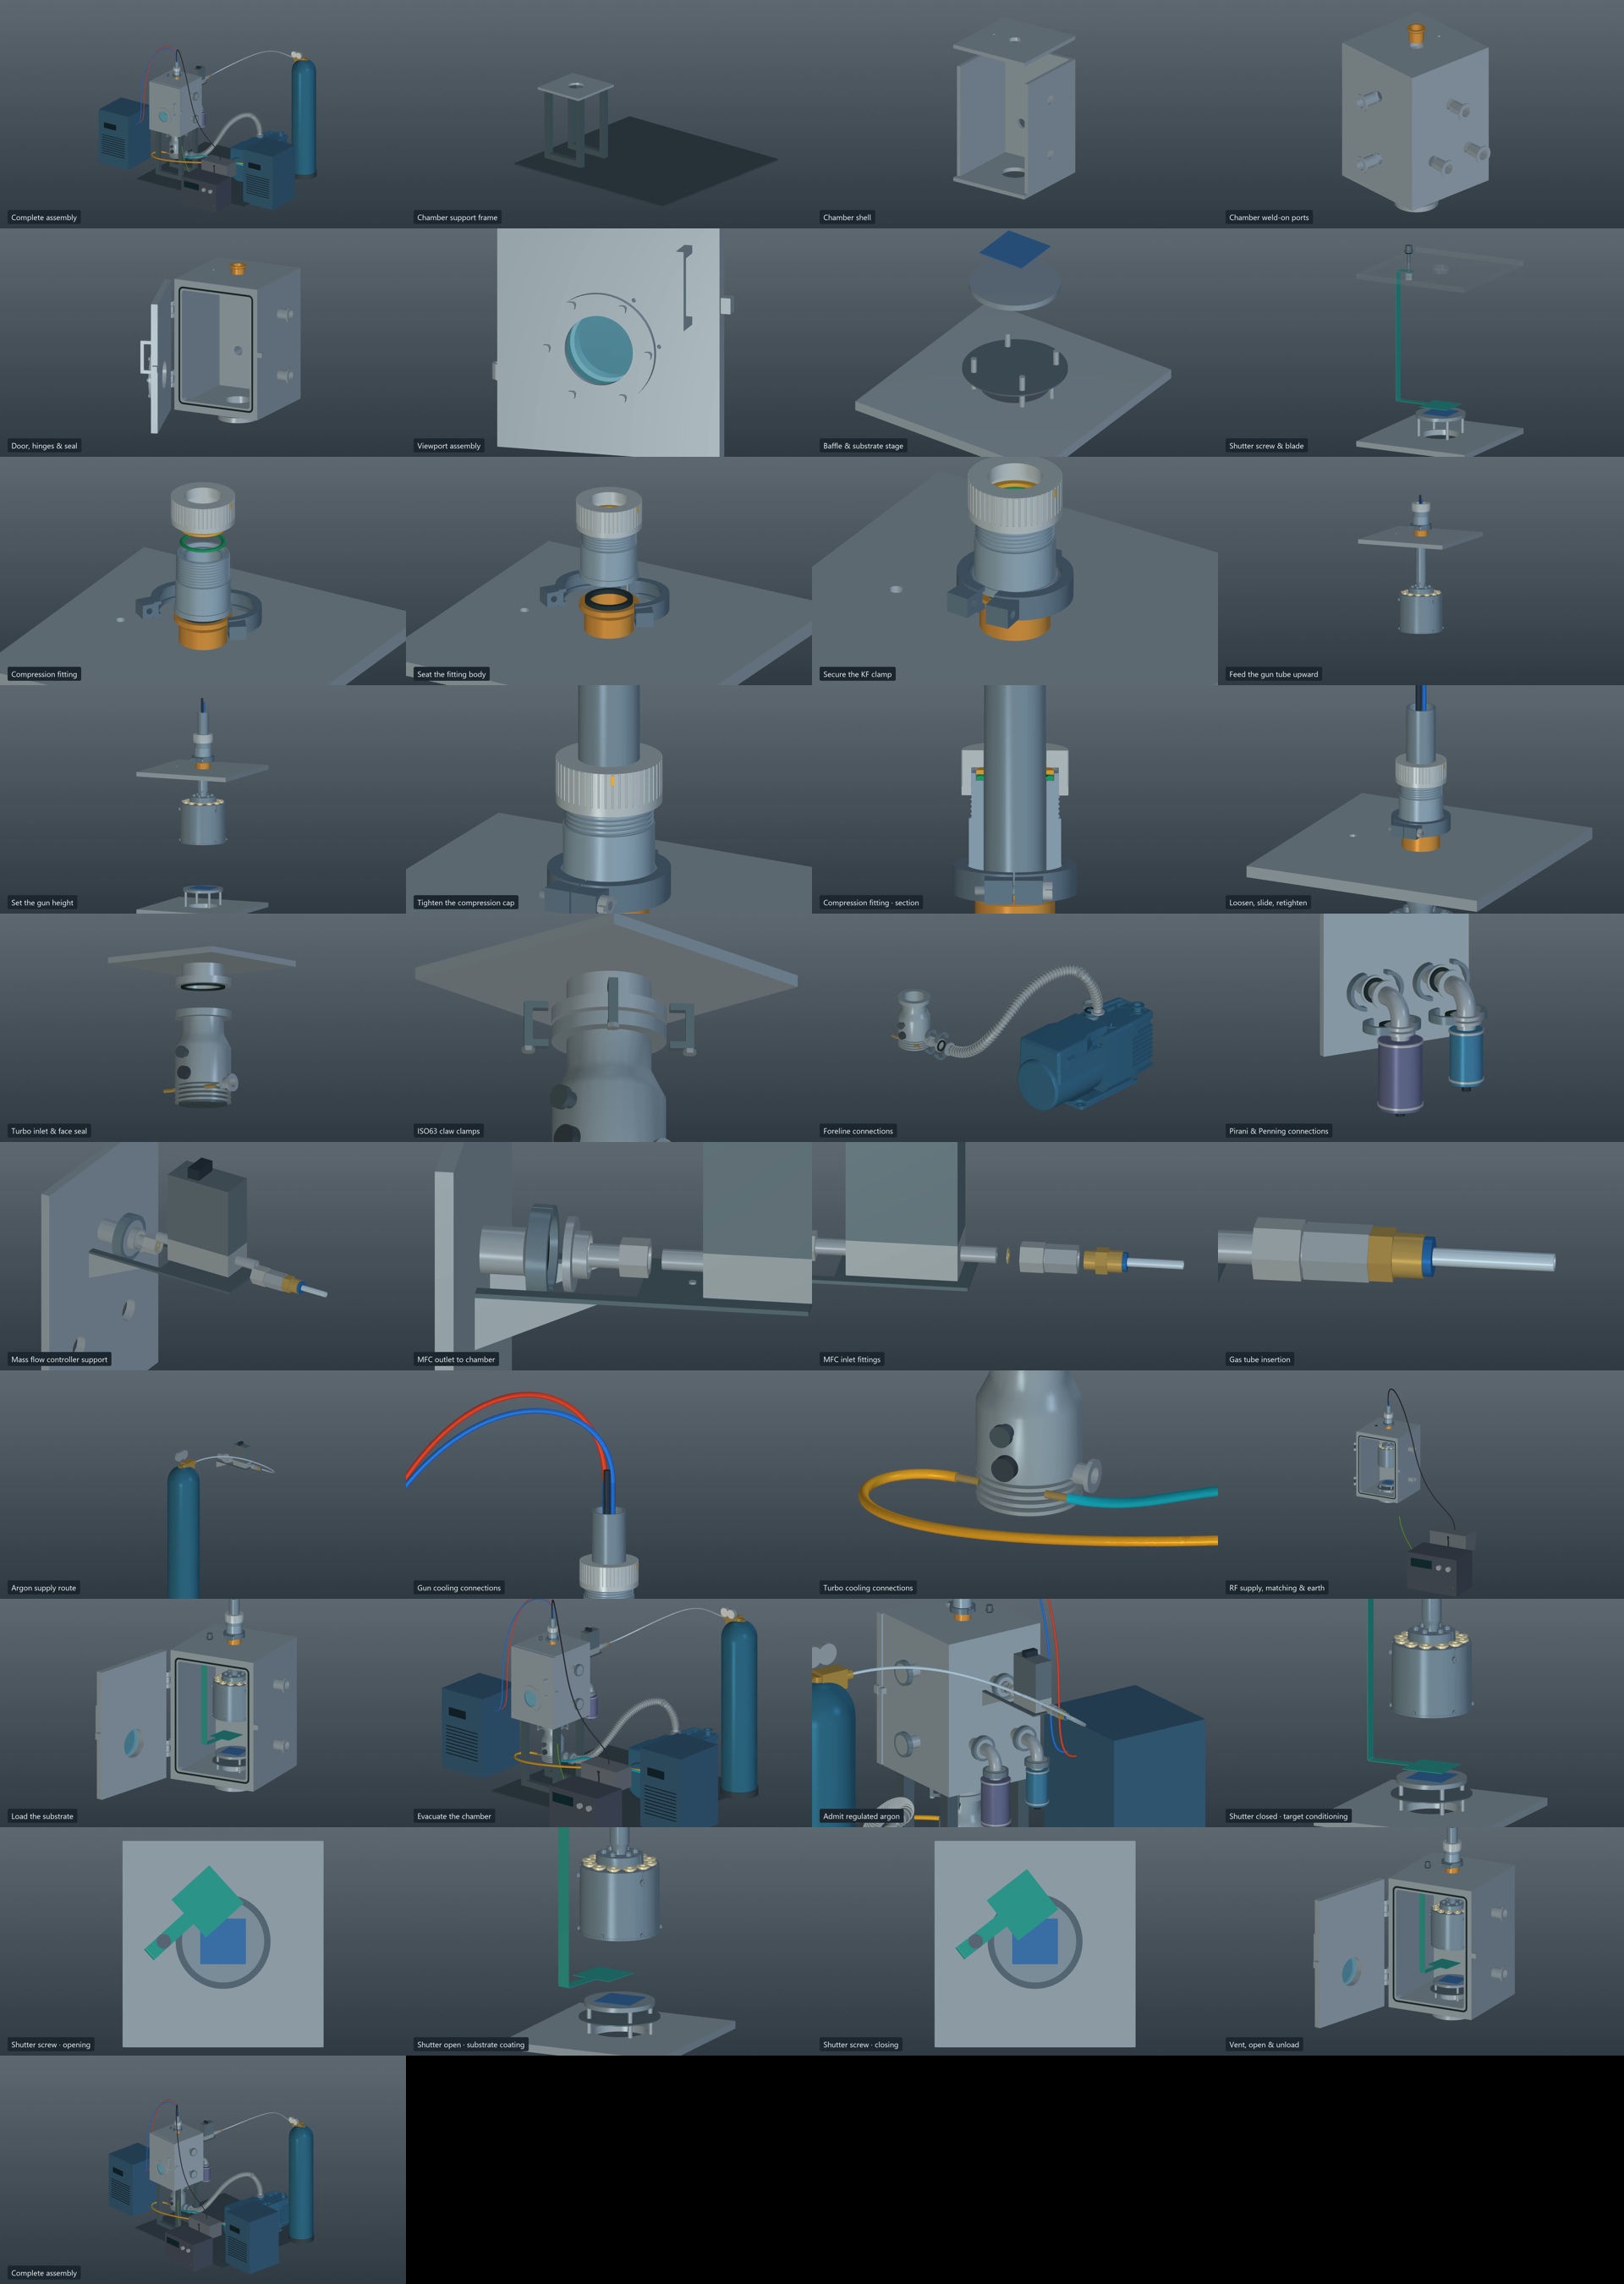 Complete assembly
Chamber support frame
Chamber shell
Chamber weld-on ports
Door, hinges & seal
Viewport assembly
Baffle & substrate stage
Shutter screw & blade
Compression fitting
Seat the fitting body
Secure the KF clamp
Feed the gun tube upward
Set the gun height
Tighten the compression cap
Compression fitting · section
Loosen, slide, retighten
Turbo inlet & face seal
ISO63 claw clamps
Foreline connections
Pirani & Penning connections
Mass flow controller support
MFC outlet to chamber
MFC inlet fittings
Gas tube insertion
Argon supply route
Gun cooling connections
Turbo cooling connections
RF supply, matching & earth
Load the substrate
Evacuate the chamber
Admit regulated argon
Shutter closed · target conditioning
Shutter screw · opening
Shutter open · substrate coating
Shutter screw · closing
Vent, open & unload
Complete assembly